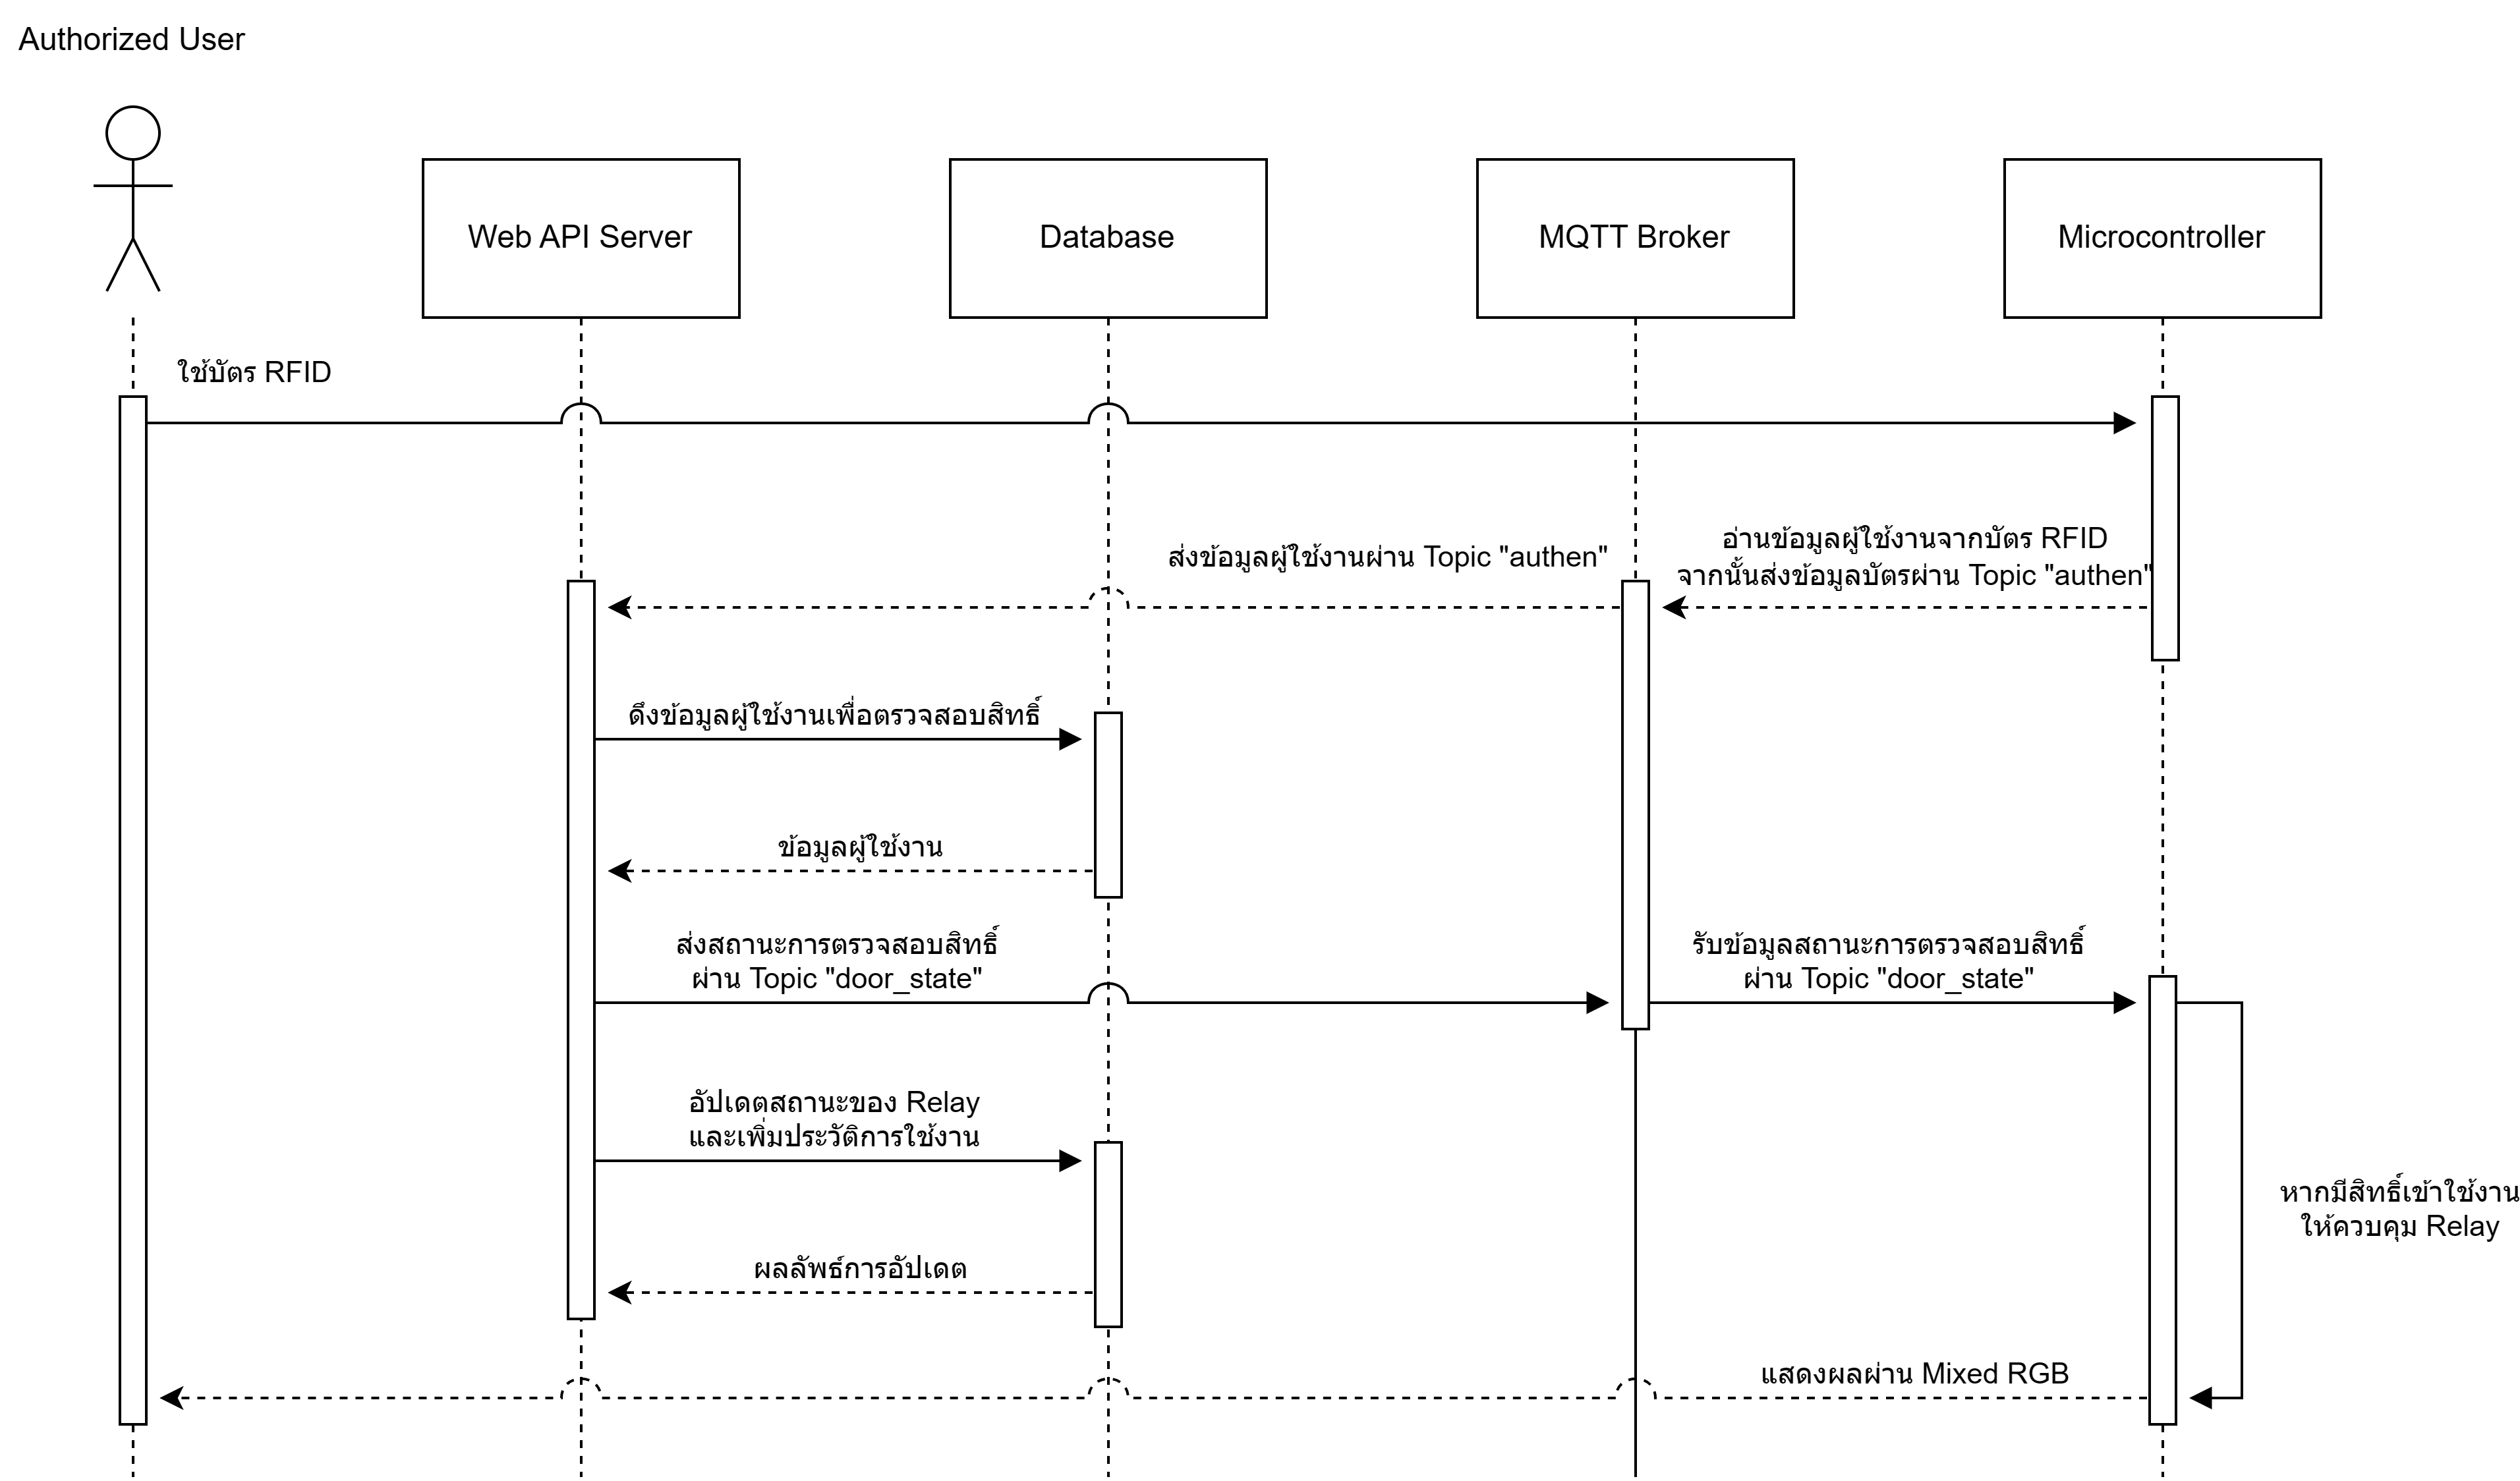 Authorized User
Web API Server
Database
MQTT Broker
Microcontroller
ใช้บัตร RFID
อ่านข้อมูลผู้ใช้งานจากบัตร RFID
จากนั้นส่งข้อมูลบัตรผ่าน Topic "authen"
ส่งข้อมูลผู้ใช้งานผ่าน Topic "authen"
ดึงข้อมูลผู้ใช้งานเพื่อตรวจสอบสิทธิ์
ข้อมูลผู้ใช้งาน
ส่งสถานะการตรวจสอบสิทธิ์
ผ่าน Topic "door_state"
รับข้อมูลสถานะการตรวจสอบสิทธิ์
ผ่าน Topic "door_state"
อัปเดตสถานะของ Relay
และเพิ่มประวัติการใช้งาน
หากมีสิทธิ์เข้าใช้งาน
ให้ควบคุม Relay
ผลลัพธ์การอัปเดต
แสดงผลผ่าน Mixed RGB